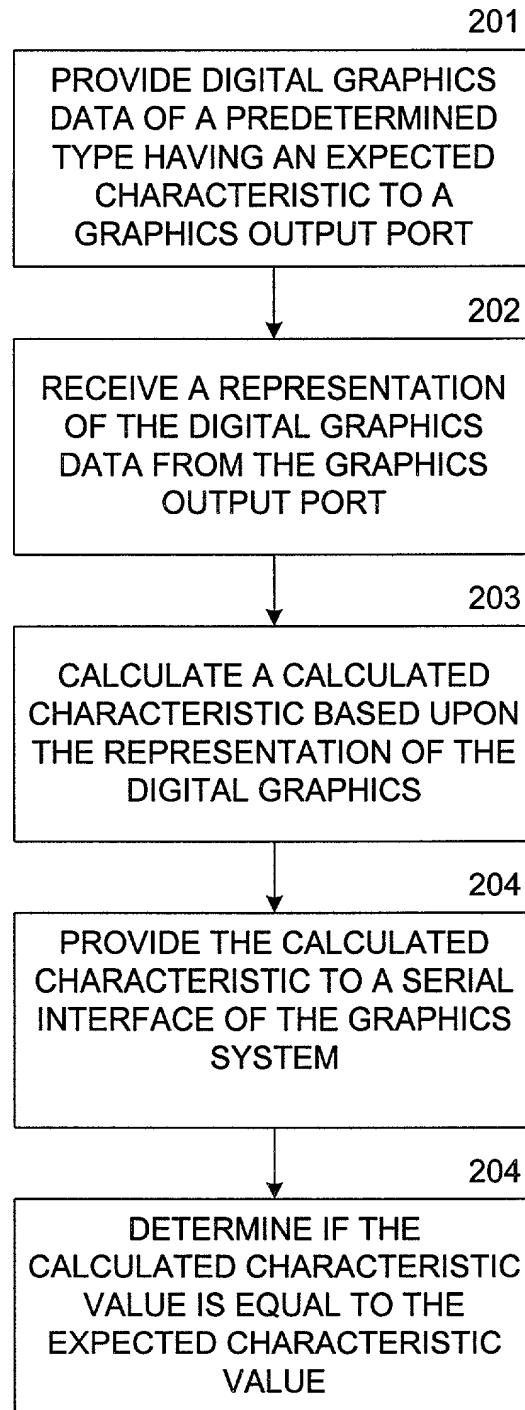 201
PROVIDE DIGITAL GRAPHICS
DATA OF A PREDETERMINED
TYPE HAVING AN EXPECTED
CHARACTERISTIC TO A
GRAPHICS OUTPUT PORT
202
RECEIVE A REPRESENTATION
OF THE DIGITAL GRAPHICS
DATA FROM THE GRAPHICS
OUTPUT PORT
203
CALCULATE A CALCULATED
CHARACTERISTIC BASED UPON
THE REPRESENTATION OF THE
DIGITAL GRAPHICS
204
PROVIDE THE CALCULATED
CHARACTERISTIC TO A SERIAL
INTERFACE OF THE GRAPHICS
SYSTEM
204
DETERMINE IF THE
CALCULATED CHARACTERISTIC
VALUE IS EQUAL TO THE
EXPECTED CHARACTERISTIC
VALUE